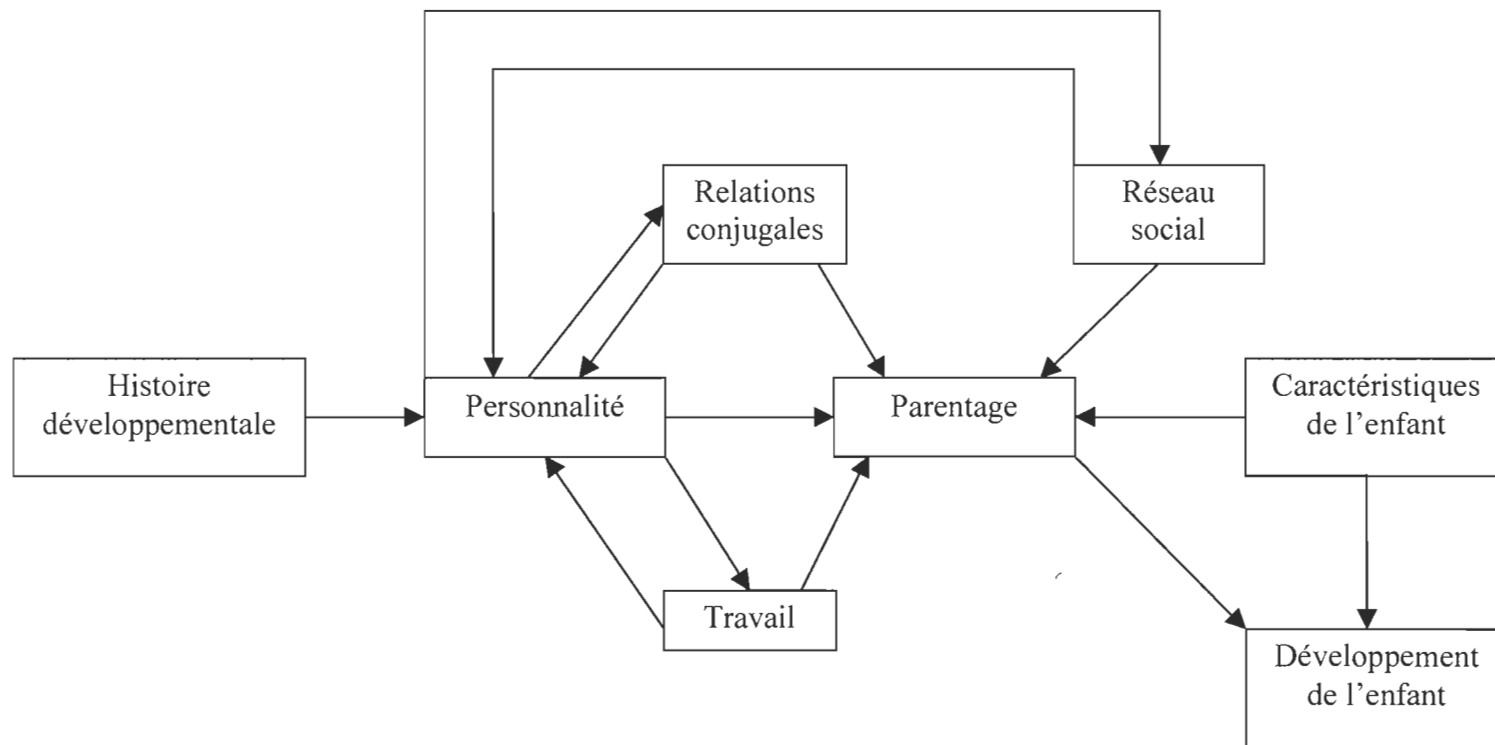 Relations
conjugales
Réseau
social
Histoire
développementale
Personnalité
Parentage
Caractéristiques
de l'enfant
Travail
Développement
de l'enfant